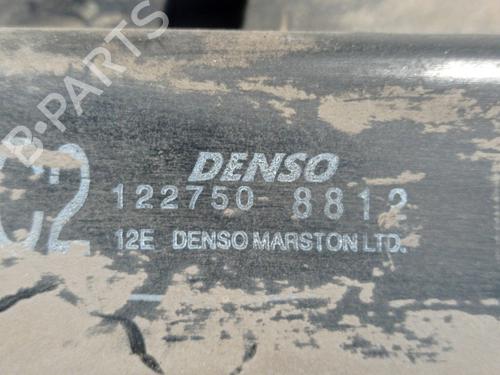 DENSO
122750 8812
C2
12E DENSO MARSTON LTD.
B-PARTS